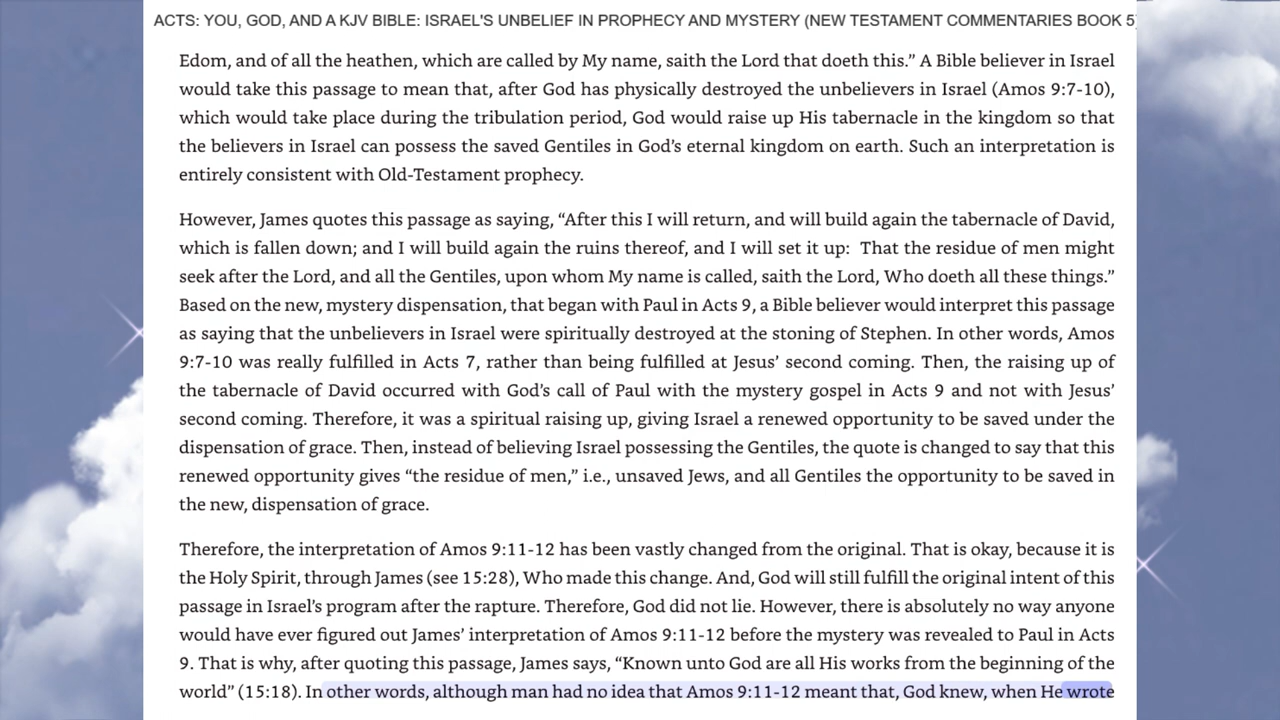 ACTS: YOU, GOD, AND A KJV BIBLE: ISRAEL'S UNBELIEF IN PROPHECY AND MYSTERY (NEW TESTAMENT COMMENTARIES BOOK 5)
Edom, and of all the heathen, which are called by My name, saith the Lord that doeth this.” A Bible believer in Israel
would take this passage to mean that, after God has physically destroyed the unbelievers in Israel (Amos 9:7-10),
which would take place during the tribulation period, God would raise up His tabernacle in the kingdom so that
the believers in Israel can possess the saved Gentiles in God’s eternal kingdom on earth. Such an interpretation is
entirely consistent with Old-Testament prophecy.
However, James quotes this passage as saying, “After this I will return, and will build again the tabernacle of David,
which is fallen down; and I will build again the ruins thereof, and I will set it up: That the residue of men might
seek after the Lord, and all the Gentiles, upon whom My name is called, saith the Lord, Who doeth all these things.”
Based on the new, mystery dispensation, that began with Paul in Acts 9, a Bible believer would interpret this passage
as saying that the unbelievers in Israel were spiritually destroyed at the stoning of Stephen. In other words, Amos
9:7-10 was really fulfilled in Acts 7, rather than being fulfilled at Jesus’ second coming. Then, the raising up of
the tabernacle of David occurred with God’s call of Paul with the mystery gospel in Acts 9 and not with Jesus’
second coming. Therefore, it was a spiritual raising up, giving Israel a renewed opportunity to be saved under the
dispensation of grace. Then, instead of believing Israel possessing the Gentiles, the quote is changed to say that this
renewed opportunity gives “the residue of men,” i.e., unsaved Jews, and all Gentiles the opportunity to be saved in
the new, dispensation of grace.
Therefore, the interpretation of Amos 9:11-12 has been vastly changed from the original. That is okay, because it is
the Holy Spirit, through James (see 15:28), Who made this change. And, God will still fulfill the original intent of this
passage in Israel’s program after the rapture. Therefore, God did not lie. However, there is absolutely no way anyone
would have ever figured out James’ interpretation of Amos 9:11-12 before the mystery was revealed to Paul in Acts
9. That is why, after quoting this passage, James says, “Known unto God are all His works from the beginning of the
world” (15:18). In other words, although man had no idea that Amos 9:11-12 meant that, God knew, when He wrote